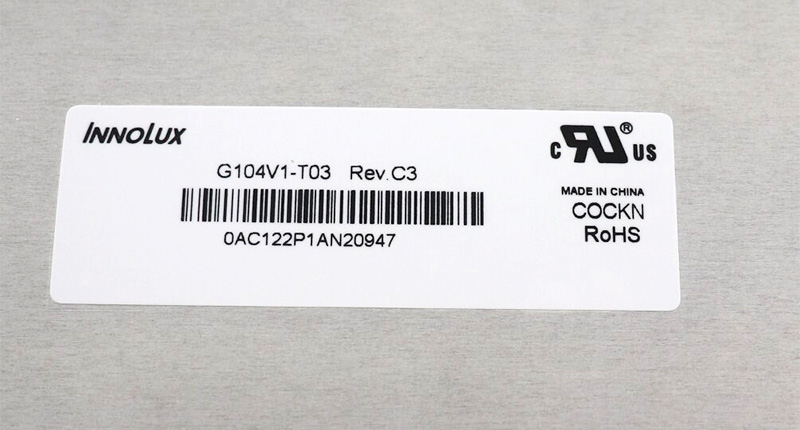 INNOLUX
G104V1-T03 Rev.C3
0AC122P1AN20947
C RU® US
MADE IN CHINA
COCKN
RoHS